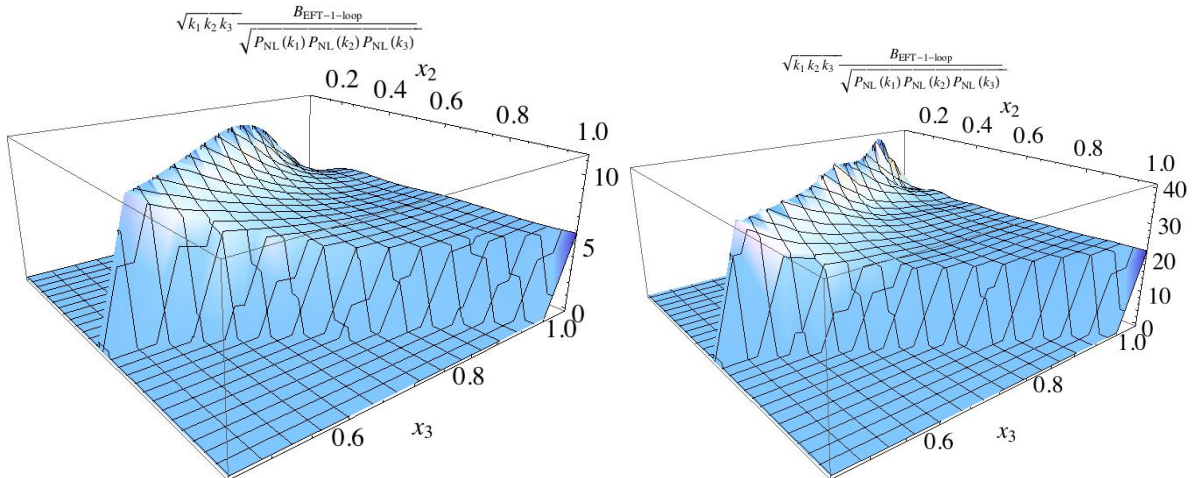 √k₁ k₂ k₃ B_EFT−1−loop / √P_NL (k₁) P_NL (k₂) P_NL (k₃)
x₂
0.2 0.4 0.6 0.8 1.0
10
5
0
1.0
0.8
0.6
x₃
√k₁ k₂ k₃ B_EFT−1−loop / √P_NL (k₁) P_NL (k₂) P_NL (k₃)
x₂
0.2 0.4 0.6 0.8 1.0
40
30
20
10
0
1.0
0.8
0.6
x₃